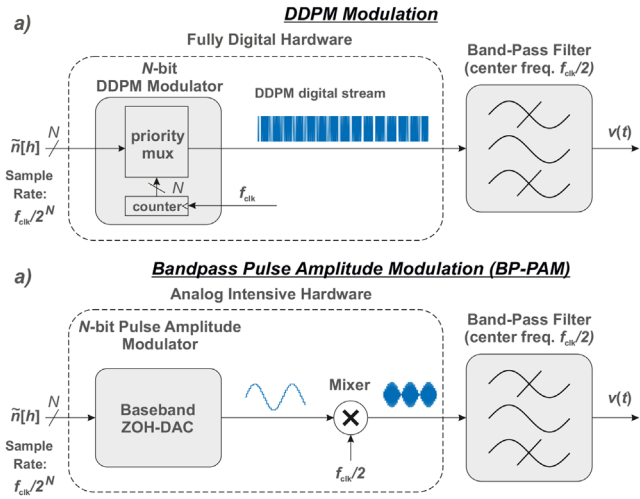 a)
DDPM Modulation
Fully Digital Hardware
Band-Pass Filter
(center freq. fclk/2)
N-bit
DDPM Modulator
DDPM digital stream
priority
mux
ñ[h]
N
v(t)
Sample
Rate:
fclk/2^N
N
counter
fclk
a)
Bandpass Pulse Amplitude Modulation (BP-PAM)
Analog Intensive Hardware
Band-Pass Filter
(center freq. fclk/2)
N-bit Pulse Amplitude
Modulator
Mixer
Baseband
ZOH-DAC
ñ[h]
N
v(t)
Sample
Rate:
fclk/2^N
fclk/2